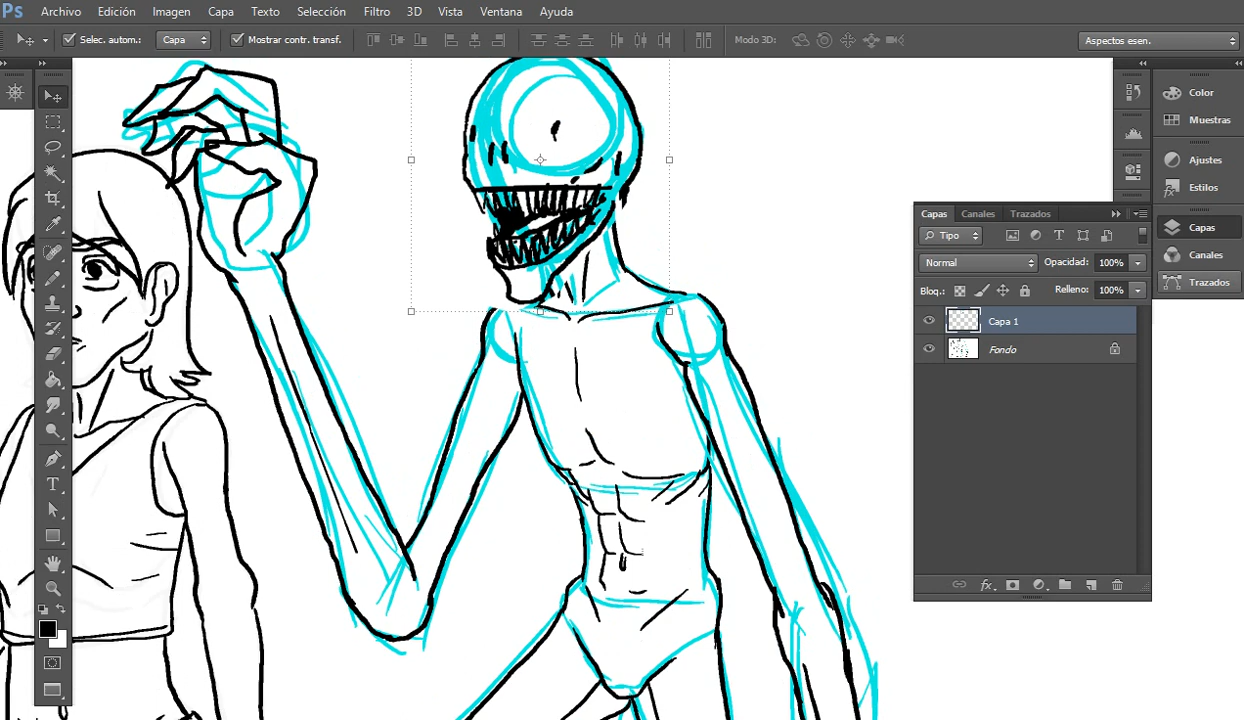 Ps Archivo Edición Imagen Capa Texto Selección Filtro 3D Vista Ventana Ayuda
Selec. autom.: Capa Mostrar contr. transf. Modo 3D: Aspectos esen.
Color
Muestras
Ajustes
Estilos
Capas
Canales
Trazados
Capas Canales Trazados
Tipo
Normal Opacidad: 100%
Bloq.: Relleno: 100%
Capa 1
Fondo